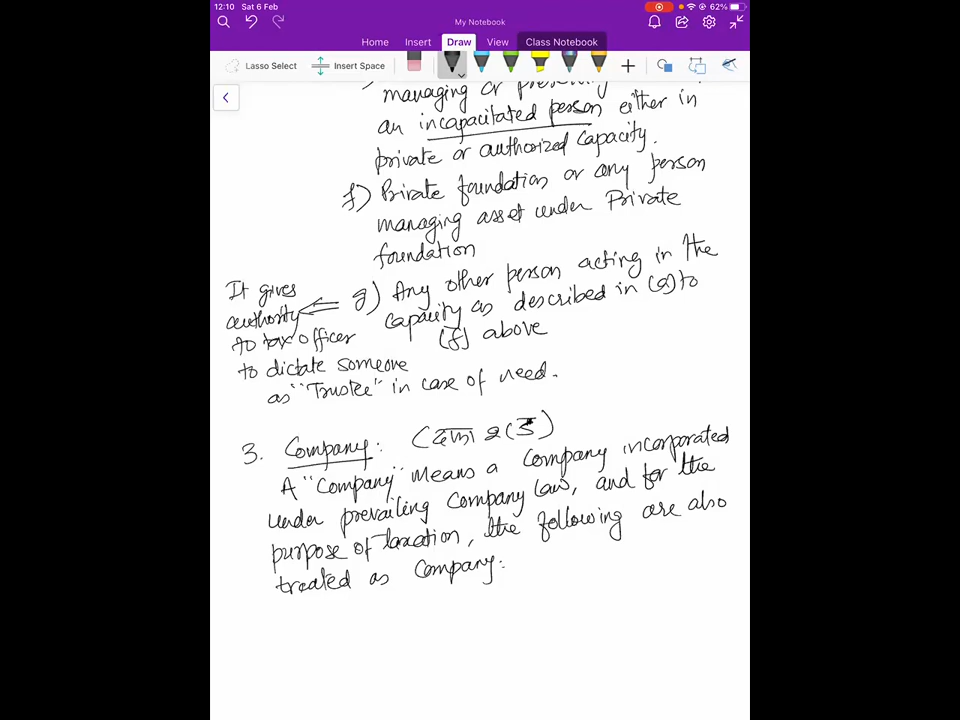 12:10 Sat 6 Feb
62%
My Notebook
Home Insert Draw View Class Notebook
Lasso Select Insert Space
managing or
an incapacitated person either in
private or authorized capacity.
f) Private foundation or any person
managing asset under Private
foundation
g) Any other person acting in the
capacity as described in (a) to
(f) above
It gives
authority
to tax officer
to dictate someone
as "Trustee" in case of need.
3. Company: (दफा 2(
A "Company" Means a Company incorporated
under prevailing Company law, and for the
purpose of taxation, the following are also
treated as Company: